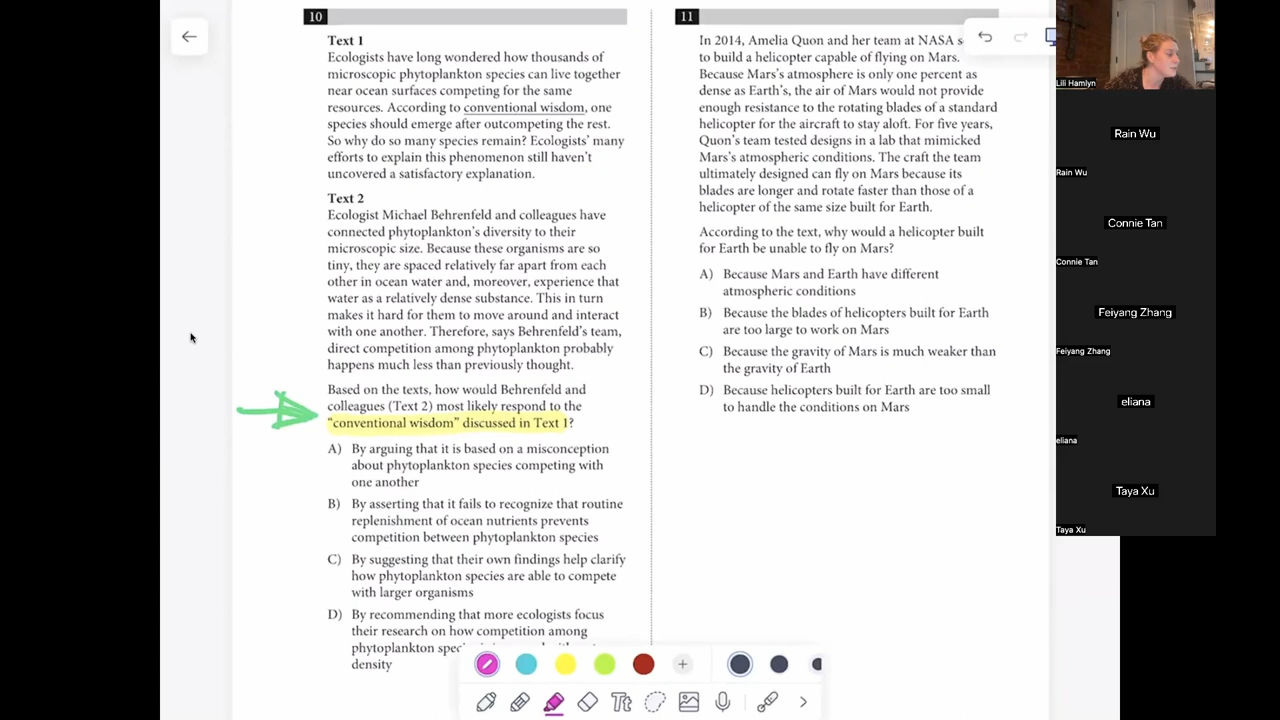 10
Text 1
Ecologists have long wondered how thousands of
microscopic phytoplankton species can live together
near ocean surfaces competing for the same
resources. According to conventional wisdom, one
species should emerge after outcompeting the rest.
So why do so many species remain? Ecologists' many
efforts to explain this phenomenon still haven't
uncovered a satisfactory explanation.
Text 2
Ecologist Michael Behrenfeld and colleagues have
connected phytoplankton's diversity to their
microscopic size. Because these organisms are so
tiny, they are spaced relatively far apart from each
other in ocean water and, moreover, experience that
water as a relatively dense substance. This in turn
makes it hard for them to move around and interact
with one another. Therefore, says Behrenfeld's team,
direct competition among phytoplankton probably
happens much less than previously thought.
Based on the texts, how would Behrenfeld and
colleagues (Text 2) most likely respond to the
“conventional wisdom” discussed in Text 1?
A) By arguing that it is based on a misconception
about phytoplankton species competing with
one another
B) By asserting that it fails to recognize that routine
replenishment of ocean nutrients prevents
competition between phytoplankton species
C) By suggesting that their own findings help clarify
how phytoplankton species are able to compete
with larger organisms
D) By recommending that more ecologists focus
their research on how competition among
phytoplankton
density
11
In 2014, Amelia Quon and her team at NASA
to build a helicopter capable of flying on Mars.
Because Mars's atmosphere is only one percent as
dense as Earth's, the air of Mars would not provide
enough resistance to the rotating blades of a standard
helicopter for the aircraft to stay aloft. For five years,
Quon's team tested designs in a lab that mimicked
Mars's atmospheric conditions. The craft the team
ultimately designed can fly on Mars because its
blades are longer and rotate faster than those of a
helicopter of the same size built for Earth.
According to the text, why would a helicopter built
for Earth be unable to fly on Mars?
A) Because Mars and Earth have different
atmospheric conditions
B) Because the blades of helicopters built for Earth
are too large to work on Mars
C) Because the gravity of Mars is much weaker than
the gravity of Earth
D) Because helicopters built for Earth are too small
to handle the conditions on Mars
Tt
Lili Hamlyn
Rain Wu
Rain Wu
Connie Tan
Connie Tan
Feiyang Zhang
Feiyang Zhang
eliana
eliana
Taya Xu
Taya Xu